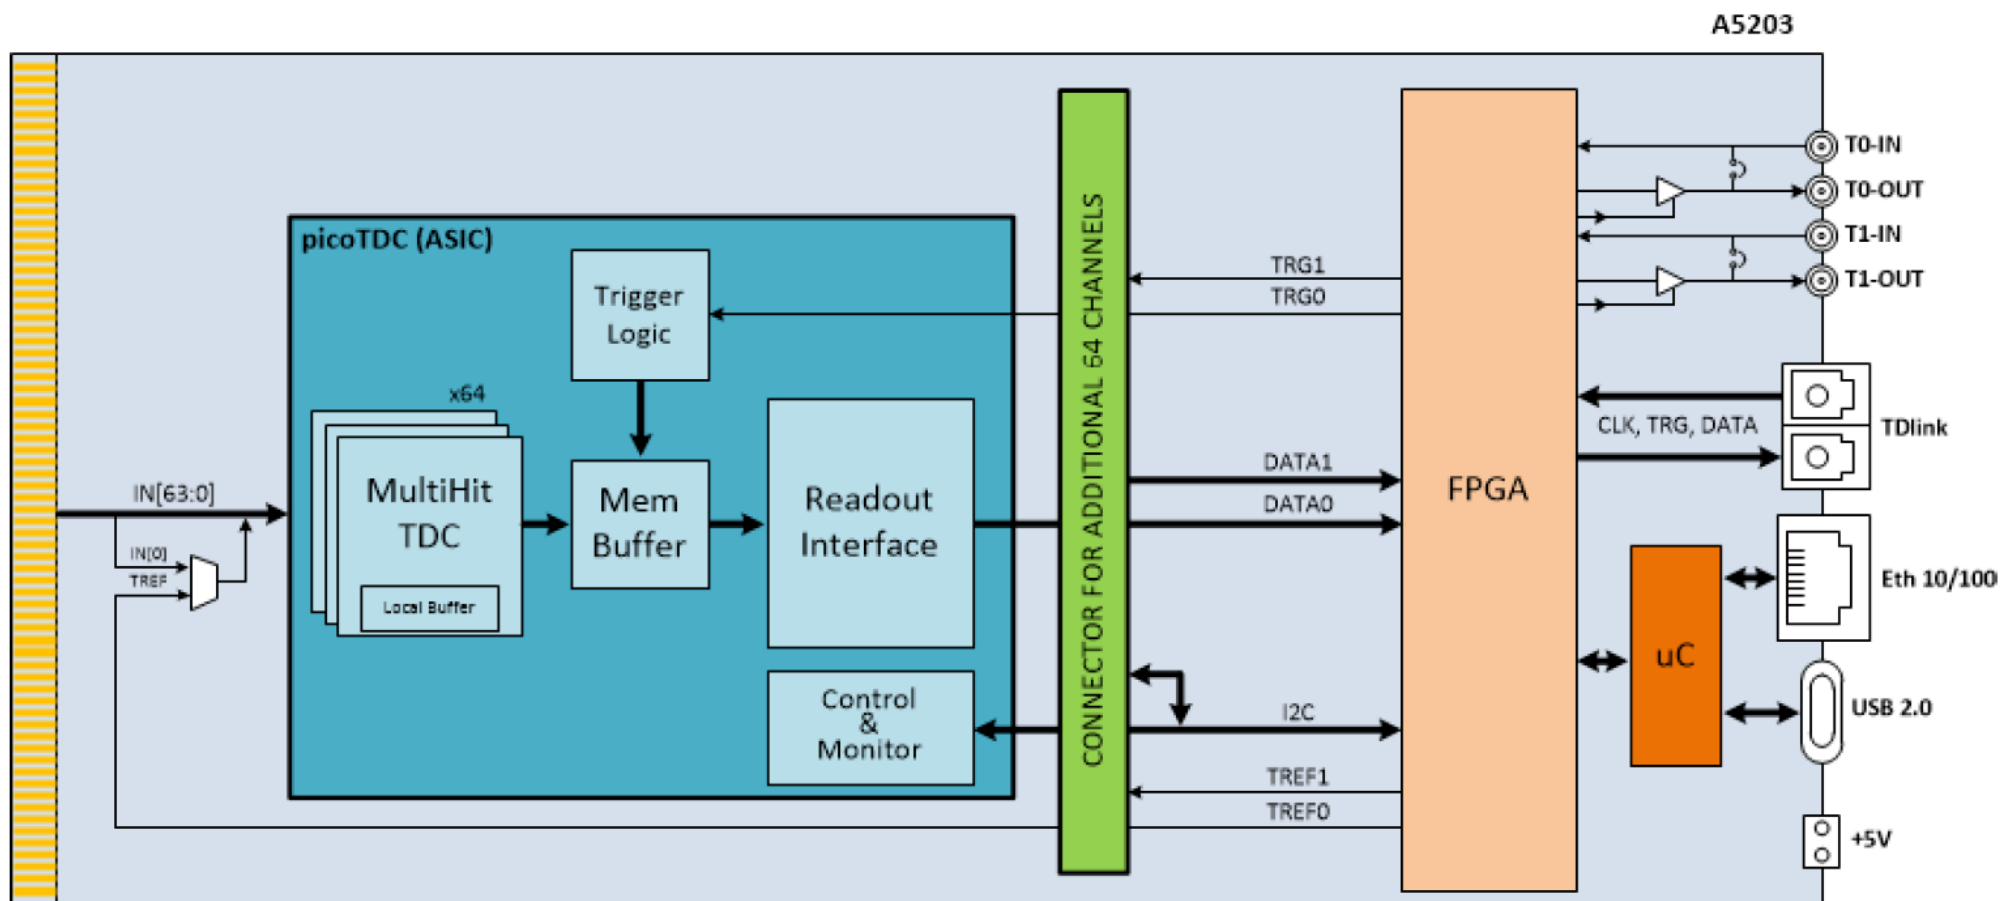 A5203
T0-IN
T0-OUT
T1-IN
T1-OUT
picoTDC (ASIC)
Trigger
Logic
TRG1
TRG0
x64
MultiHit
TDC
Local Buffer
Mem
Buffer
Readout
Interface
Control
&
Monitor
IN[63:0]
IN[0]
TREF
CONNECTOR FOR ADDITIONAL 64 CHANNELS
DATA1
DATA0
I2C
TREF1
TREF0
FPGA
CLK, TRG, DATA
TDlink
uC
Eth 10/100
USB 2.0
+5V